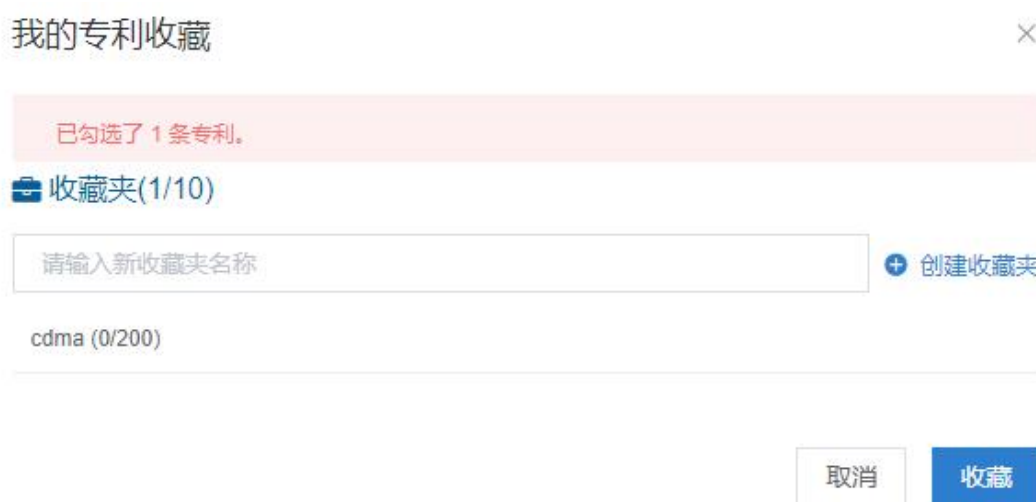 我的专利收藏
已勾选了 1 条专利。
收藏夹(1/10)
请输入新收藏夹名称
创建收藏夹
cdma (0/200)
取消
收藏